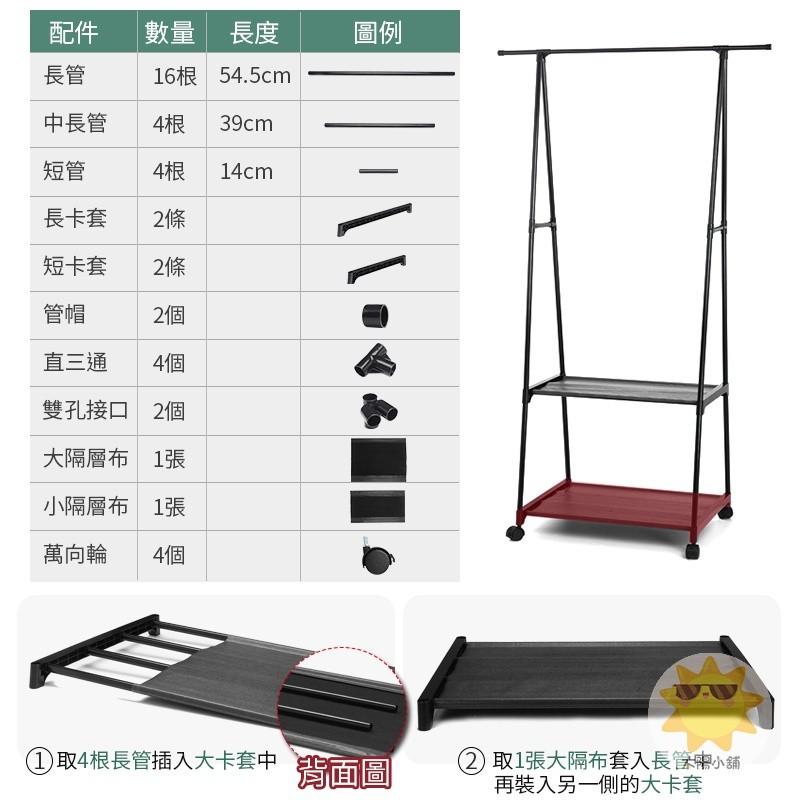 配件 數量 長度 圖例
長管 16根 54.5cm
中長管 4根 39cm
短管 4根 14cm
長卡套 2條
短卡套 2條
管帽 2個
直三通 4個
雙孔接口 2個
大隔層布 1張
小隔層布 1張
萬向輪 4個
① 取4根長管插入大卡套中
背面圖
② 取1張大隔布套入長管中
再裝入另一側的大卡套
太陽小舖